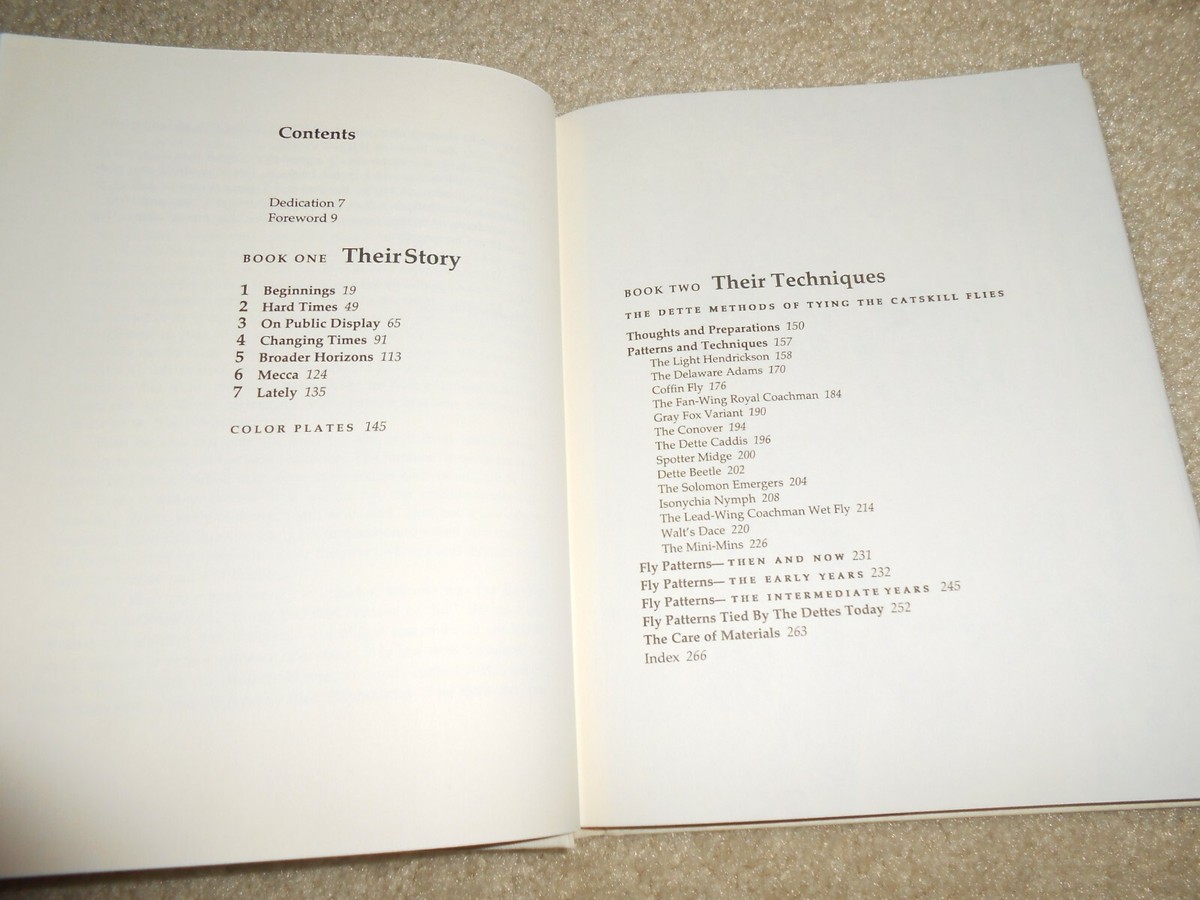 Contents
Dedication 7
Foreword 9
BOOK ONE Their Story
1 Beginnings 19
2 Hard Times 49
3 On Public Display 65
4 Changing Times 91
5 Broader Horizons 113
6 Mecca 124
7 Lately 135
COLOR PLATES 145
BOOK TWO Their Techniques
THE DETTE METHODS OF TYING THE CATSKILL FLIES
Thoughts and Preparations 150
Patterns and Techniques 157
The Light Hendrickson 158
The Delaware Adams 170
Coffin Fly 176
The Fan-Wing Royal Coachman 184
Gray Fox Variant 190
The Conover 194
The Dette Caddis 196
Spotter Midge 200
Dette Beetle 202
The Solomon Emergers 204
Isonychia Nymph 208
The Lead-Wing Coachman Wet Fly 214
Walt's Dace 220
The Mini-Mins 226
Fly Patterns—THEN AND NOW 231
Fly Patterns—THE EARLY YEARS 232
Fly Patterns—THE INTERMEDIATE YEARS 245
Fly Patterns Tied By The Dettes Today 252
The Care of Materials 263
Index 266